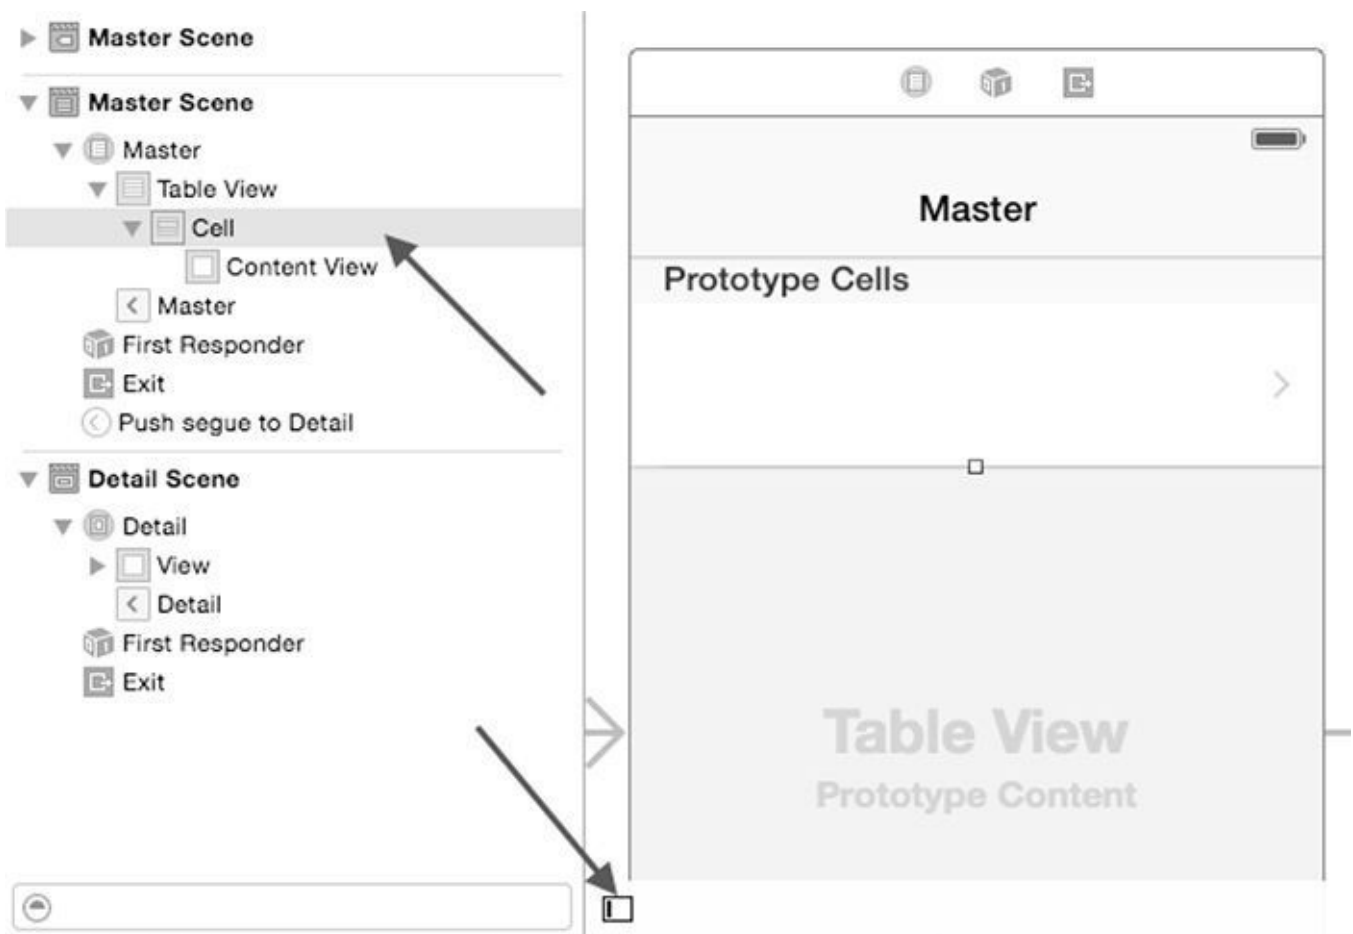 Master Scene
Master Scene
Master
Table View
Cell
Content View
Master
First Responder
Exit
Push segue to Detail
Detail Scene
Detail
View
Detail
First Responder
Exit
Master
Prototype Cells
Table View
Prototype Content